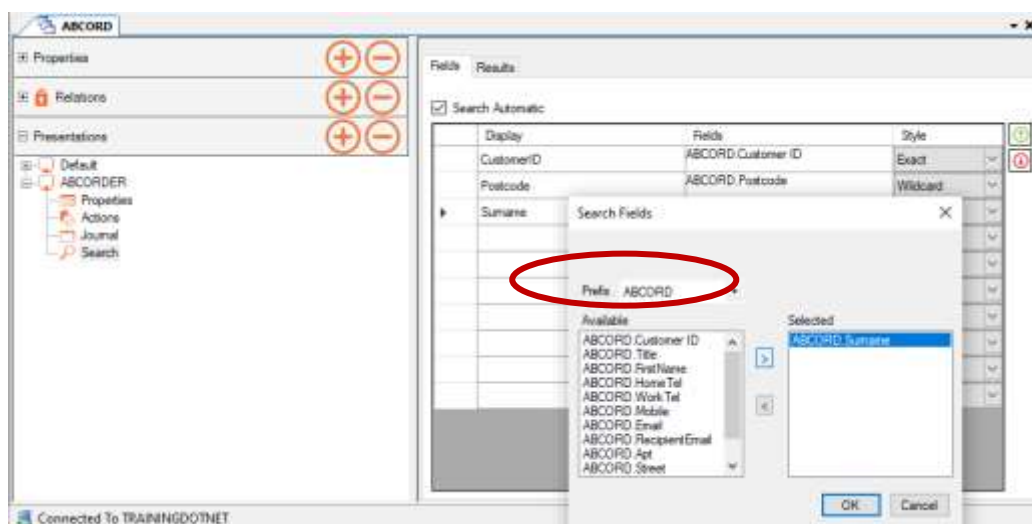 ABCORD
Properties
Relations
Presentations
Default
ABCORDER
Properties
Actions
Journal
Search
Fields Results
Search Automatic
Display Fields Style
CustomerID ABCORD.Customer ID Exact
Postcode ABCORD.Postcode Wildcard
Surname
Search Fields
Prefix ABCORD
Available Selected
ABCORD.Customer ID ABCORD.Surname
ABCORD.Title
ABCORD.FirstName
ABCORD.HomeTel
ABCORD.Work Tel
ABCORD.Mobile
ABCORD.Email
ABCORD.RecipientEmail
ABCORD.Apt
ABCORD.Street
OK Cancel
Connected To TRAININGDOTNET